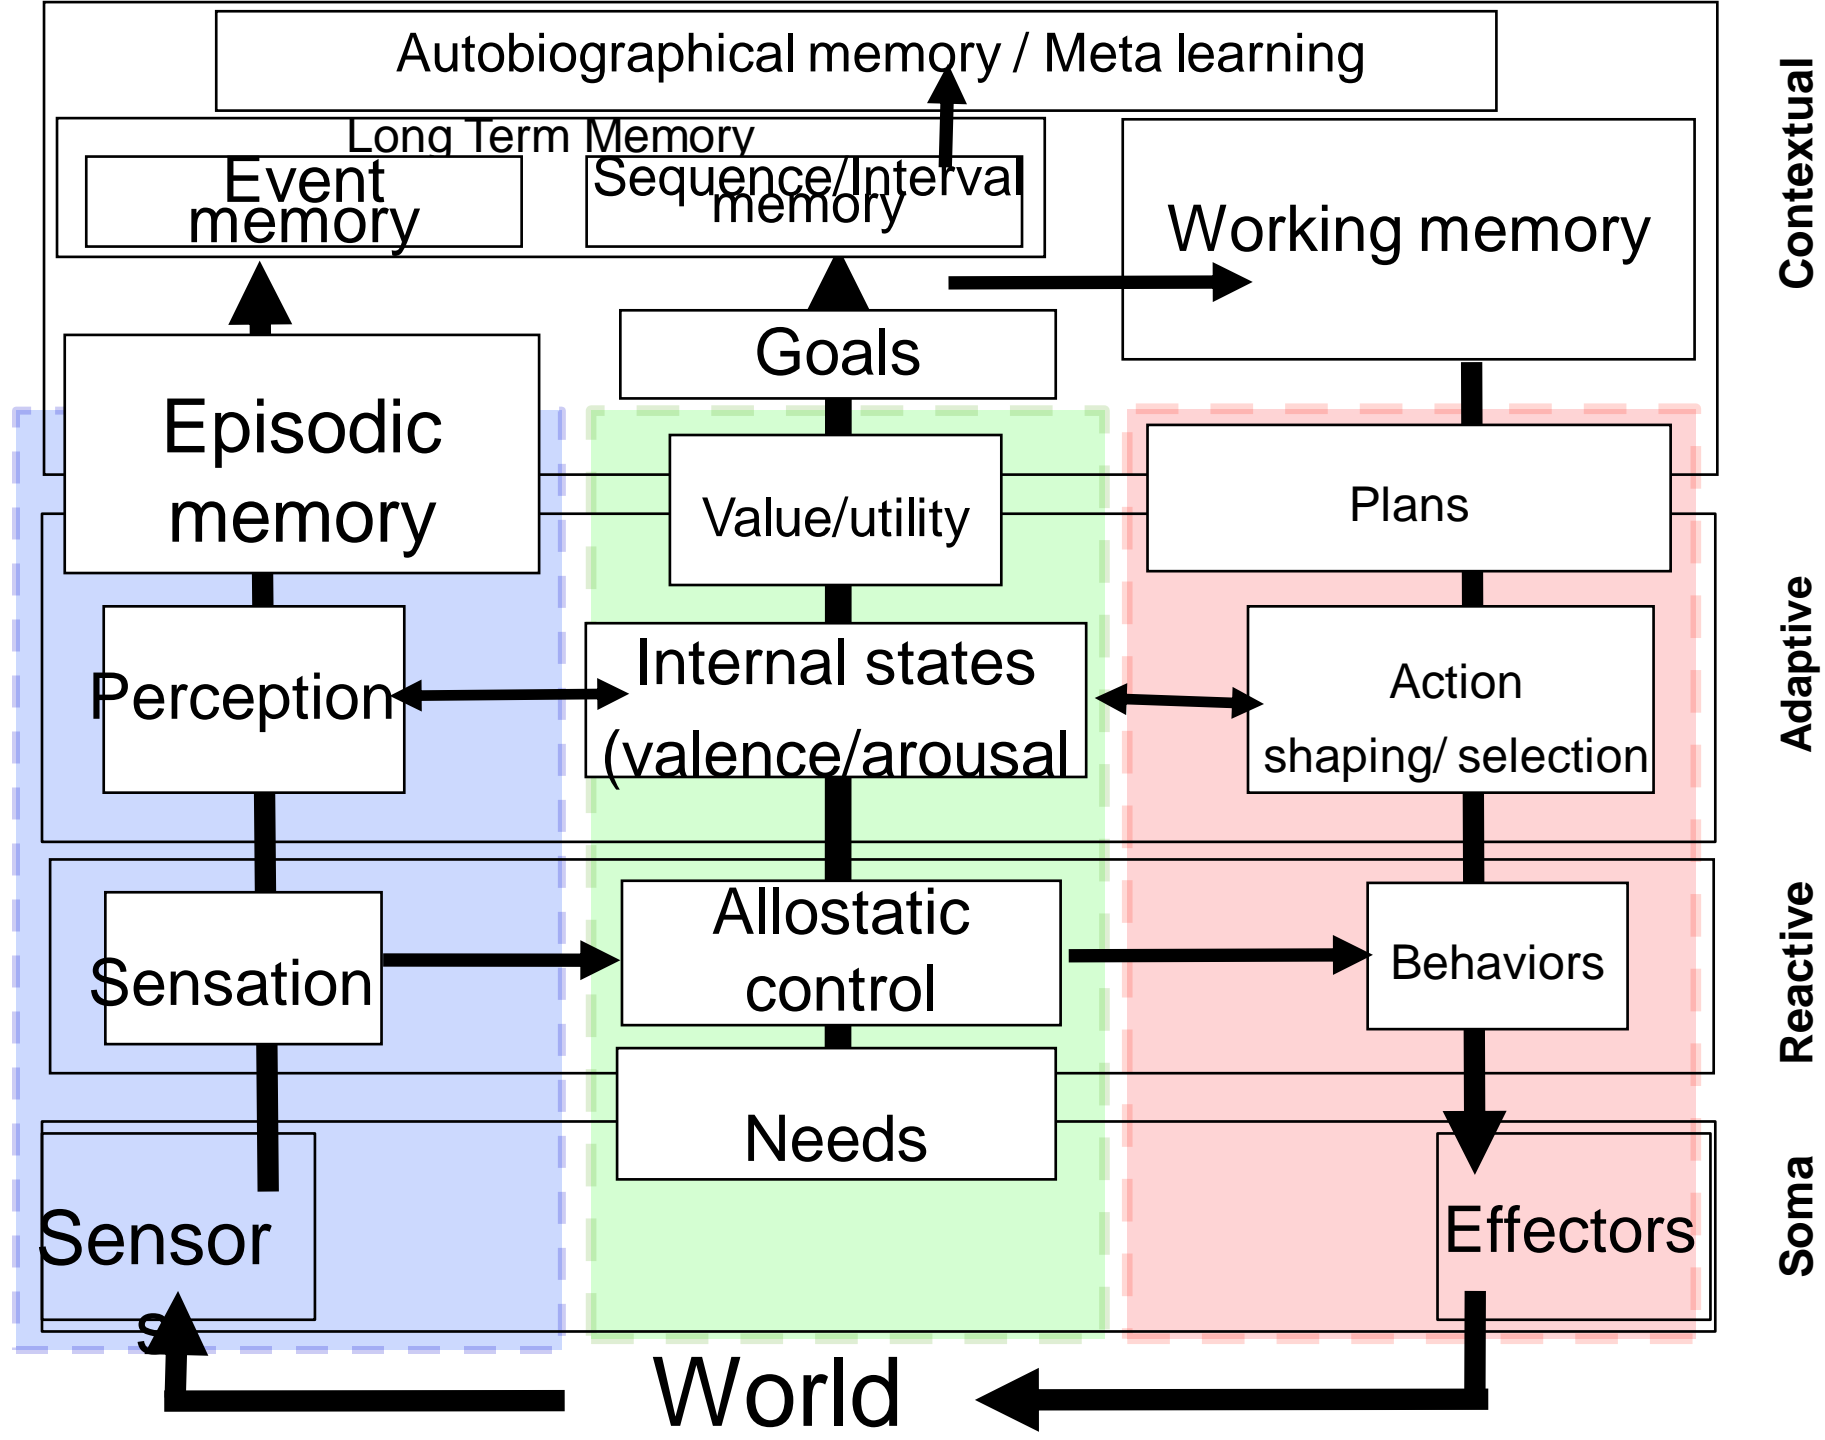 Autobiographical memory / Meta learning
Long Term Memory
Event
memory
Sequence/Interval
memory
Working memory
Goals
Episodic
memory
Value/utility
Plans
Perception
Internal states
(valence/arousal
Action
shaping/ selection
Sensation
Allostatic
control
Behaviors
Needs
Sensor
s
Effectors
World
Contextual
Adaptive
Reactive
Soma